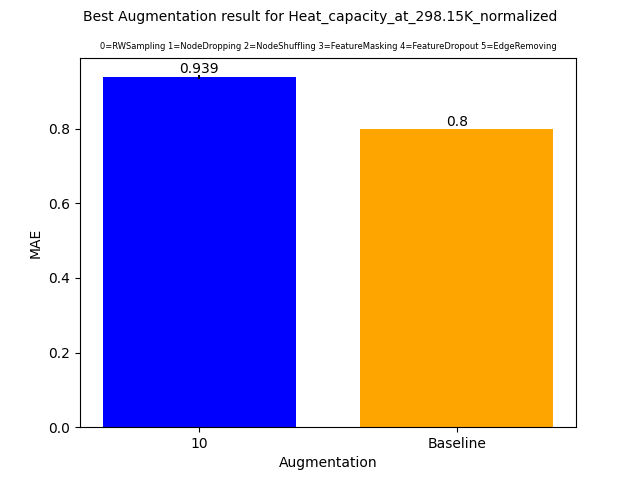 Best Augmentation result for Heat_capacity_at_298.15K_normalized
0=RWSampling 1=NodeDropping 2=NodeShuffling 3=FeatureMasking 4=FeatureDropout 5=EdgeRemoving
0.939
0.8
0.8
0.6
0.4
0.2
0.0
MAE
10 Baseline
Augmentation